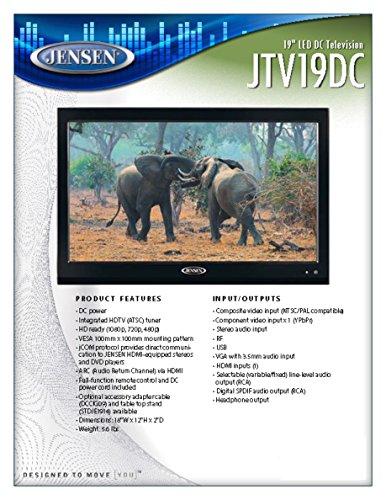 JENSEN®
19" LED DC Television
JTV19DC
JENSEN
PRODUCT FEATURES
• DC power
• Integrated HDTV (ATSC) tuner
• HD ready (1080p, 720p, 480p)
• VESA 100mm x 100mm mounting pattern
• jCOM protocol provides direct communi-
cation to JENSEN HDMI-equipped stereos
and DVD players
• ARC (Audio Return Channel) via HDMI
• Full-function remote control and DC
power cord included
• Optional accessory adapter cable
(DCCIG09) and table top stand
available
• Dimensions: 18"W x 12"H x 2"D
• Weight: 5.6 lbs.
INPUT/OUTPUTS
• Composite video input (NTSC/PAL compatible)
• Component video input x 1 (YPbPr)
• Stereo audio input
• RF
• USB
• VGA with 3.5mm audio input
• HDMI inputs (1)
• Selectable (variable/fixed) line-level audio
output (RCA)
• Digital SPDIF audio output (RCA)
• Headphone output
DESIGNED TO MOVE [YOU]™